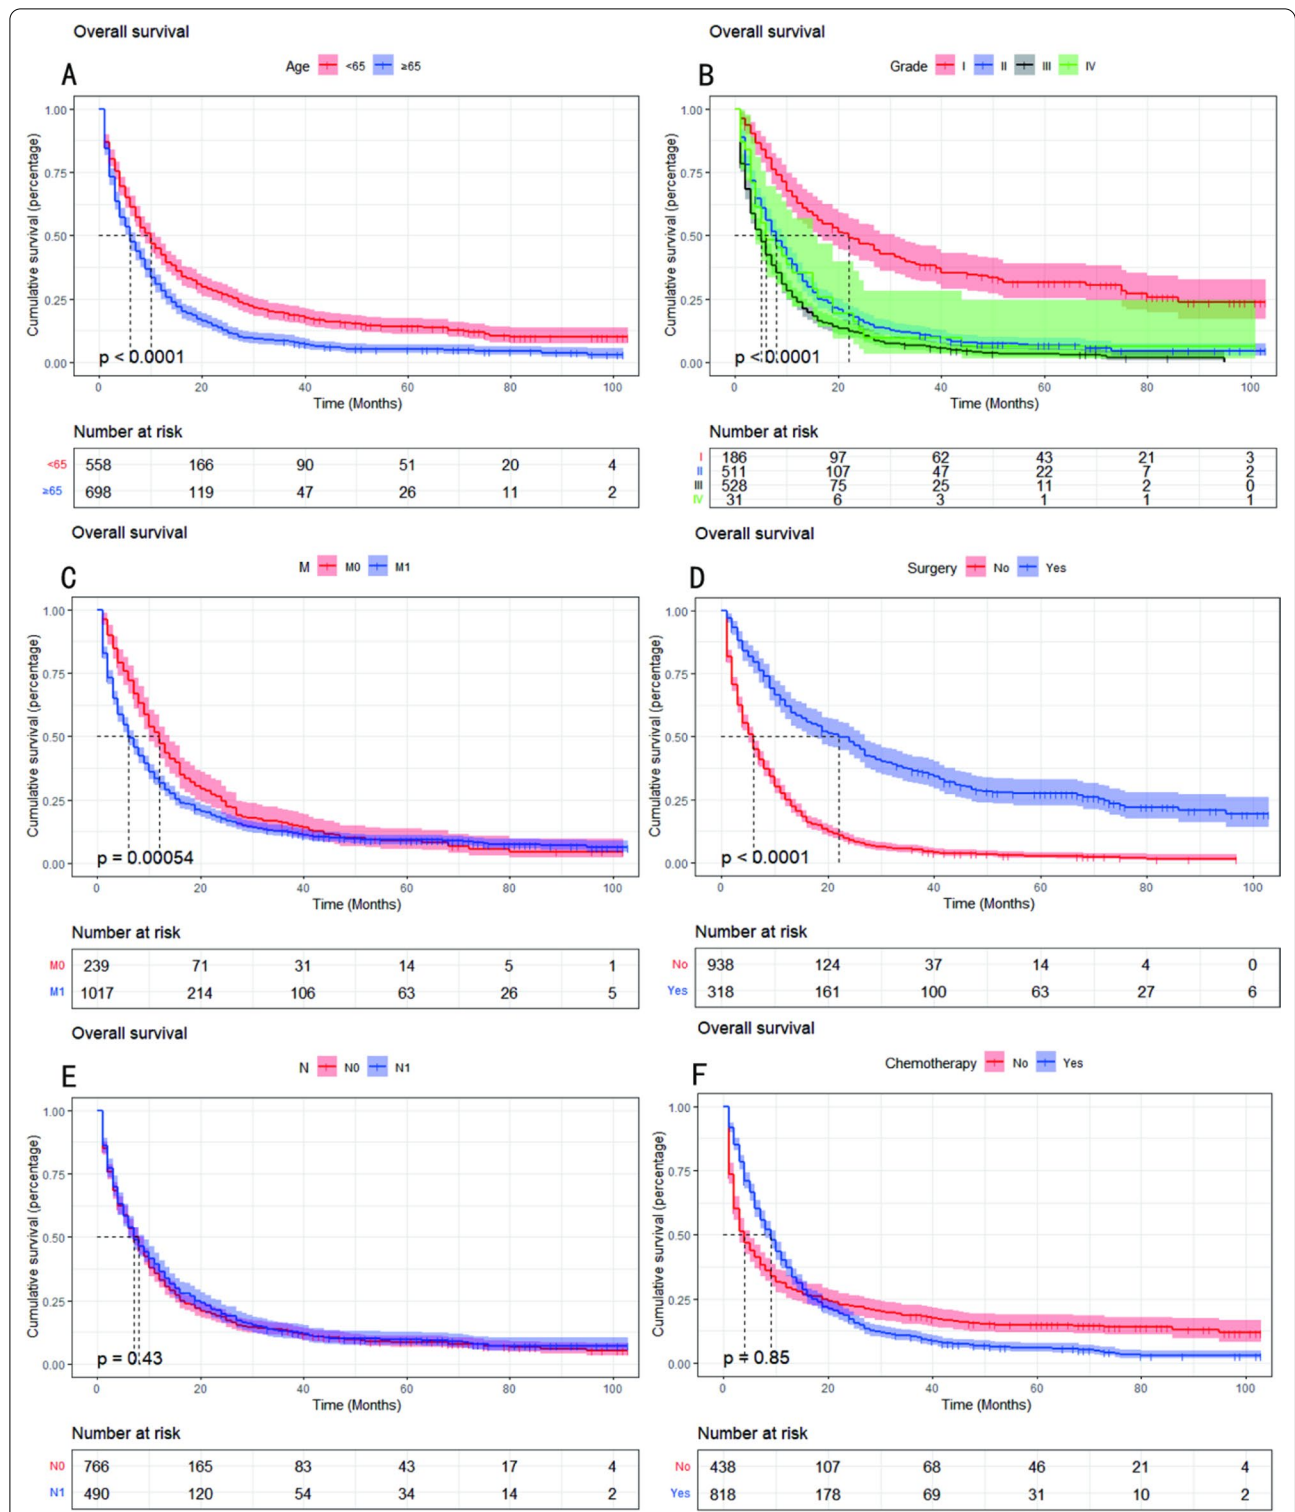 Overall survival
A
Age <65 ≥65
Cumulative survival (percentage)
1.00
0.75
0.50
0.25
0.00
p < 0.0001
0 20 40 60 80 100
Time (Months)
Number at risk
<65 558 166 90 51 20 4
≥65 698 119 47 26 11 2
Overall survival
B
Grade I II III IV
Cumulative survival (percentage)
1.00
0.75
0.50
0.25
0.00
p < 0.0001
0 20 40 60 80 100
Time (Months)
Number at risk
I 186 97 62 43 21 3
II 511 107 47 22 7 2
III 528 75 25 11 2 0
IV 31 6 3 1 1 1
Overall survival
C
M M0 M1
Cumulative survival (percentage)
1.00
0.75
0.50
0.25
0.00
p = 0.00054
0 20 40 60 80 100
Time (Months)
Number at risk
M0 239 71 31 14 5 1
M1 1017 214 106 63 26 5
Overall survival
D
Surgery No Yes
Cumulative survival (percentage)
1.00
0.75
0.50
0.25
0.00
p < 0.0001
0 20 40 60 80 100
Time (Months)
Number at risk
No 938 124 37 14 4 0
Yes 318 161 100 63 27 6
Overall survival
E
N N0 N1
Cumulative survival (percentage)
1.00
0.75
0.50
0.25
0.00
p = 0.43
0 20 40 60 80 100
Time (Months)
Number at risk
N0 766 165 83 43 17 4
N1 490 120 54 34 14 2
Overall survival
F
Chemotherapy No Yes
Cumulative survival (percentage)
1.00
0.75
0.50
0.25
0.00
p = 0.85
0 20 40 60 80 100
Time (Months)
Number at risk
No 438 107 68 46 21 4
Yes 818 178 69 31 10 2